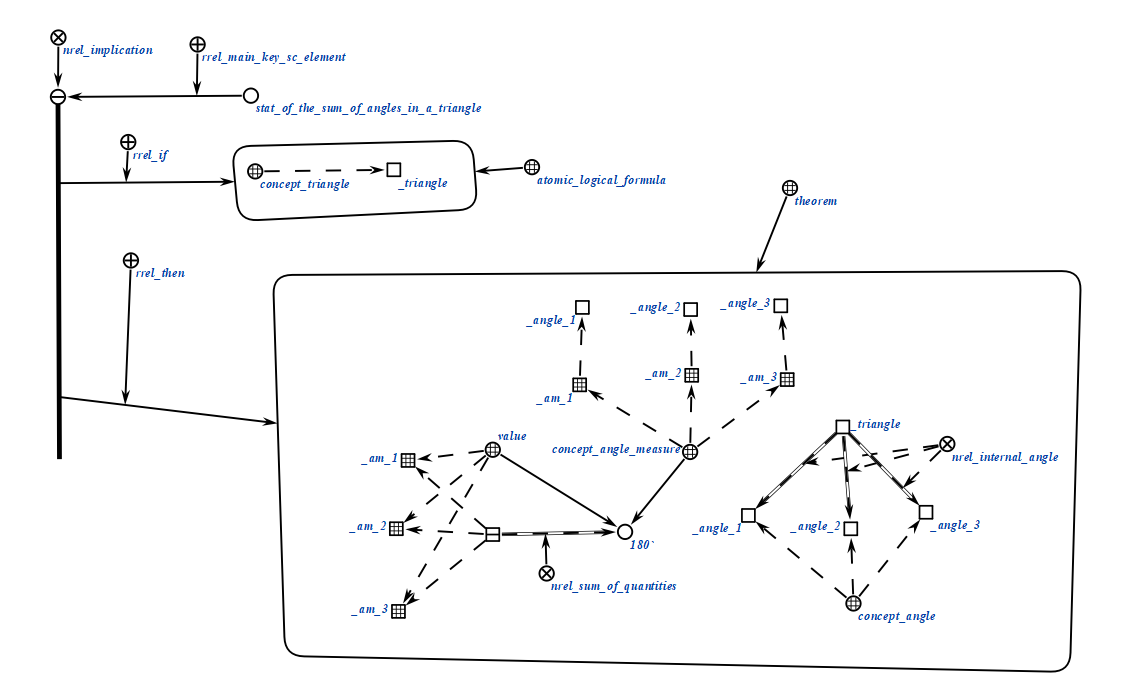 nrel_implication
rrel_main_key_sc_element
stat_of_the_sum_of_angles_in_a_triangle
rrel_if
concept_triangle
_triangle
atomic_logical_formula
theorem
rrel_then
_angle_1
_angle_2
_angle_3
_am_1
_am_2
_am_3
value
concept_angle_measure
_triangle
nrel_internal_angle
_am_1
_am_2
_am_3
180`
nrel_sum_of_quantities
_angle_1
_angle_2
_angle_3
concept_angle